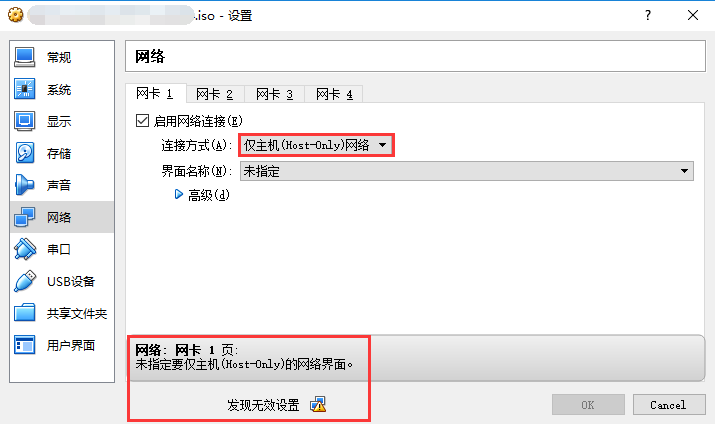 .iso - 设置
? ×
常规
系统
显示
存储
声音
网络
串口
USB设备
共享文件夹
用户界面
网络
网卡 1 网卡 2 网卡 3 网卡 4
启用网络连接(E)
连接方式(A): 仅主机(Host-Only)网络
界面名称(N): 未指定
高级(d)
网络: 网卡 1 页:
未指定要仅主机(Host-Only)的网络界面。
发现无效设置
OK Cancel